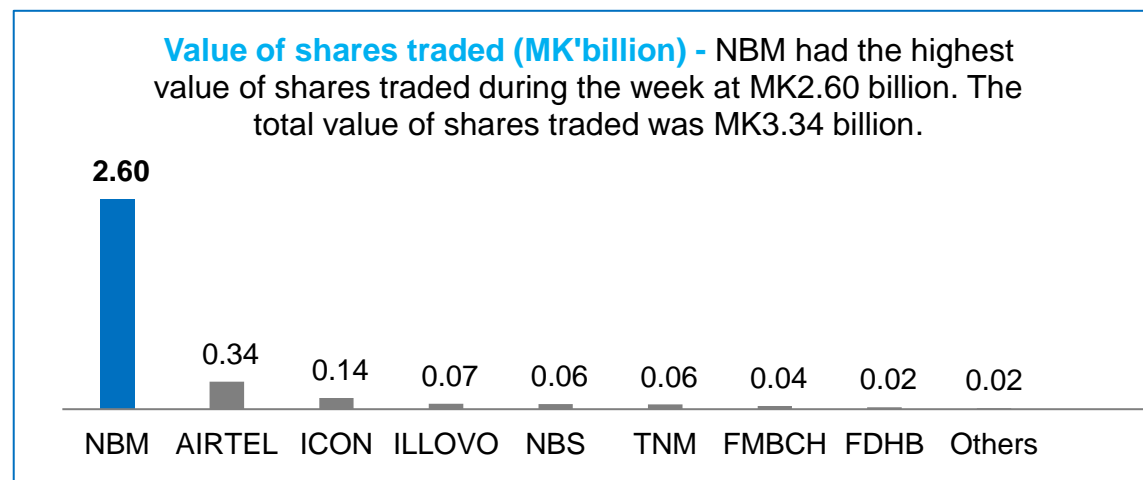 Value of shares traded (MK'billion) - NBM had the highest
value of shares traded during the week at MK2.60 billion. The
total value of shares traded was MK3.34 billion.
2.60
0.34
0.14
0.07
0.06
0.06
0.04
0.02
0.02
NBM
AIRTEL
ICON
ILLOVO
NBS
TNM
FMBCH
FDHB
Others